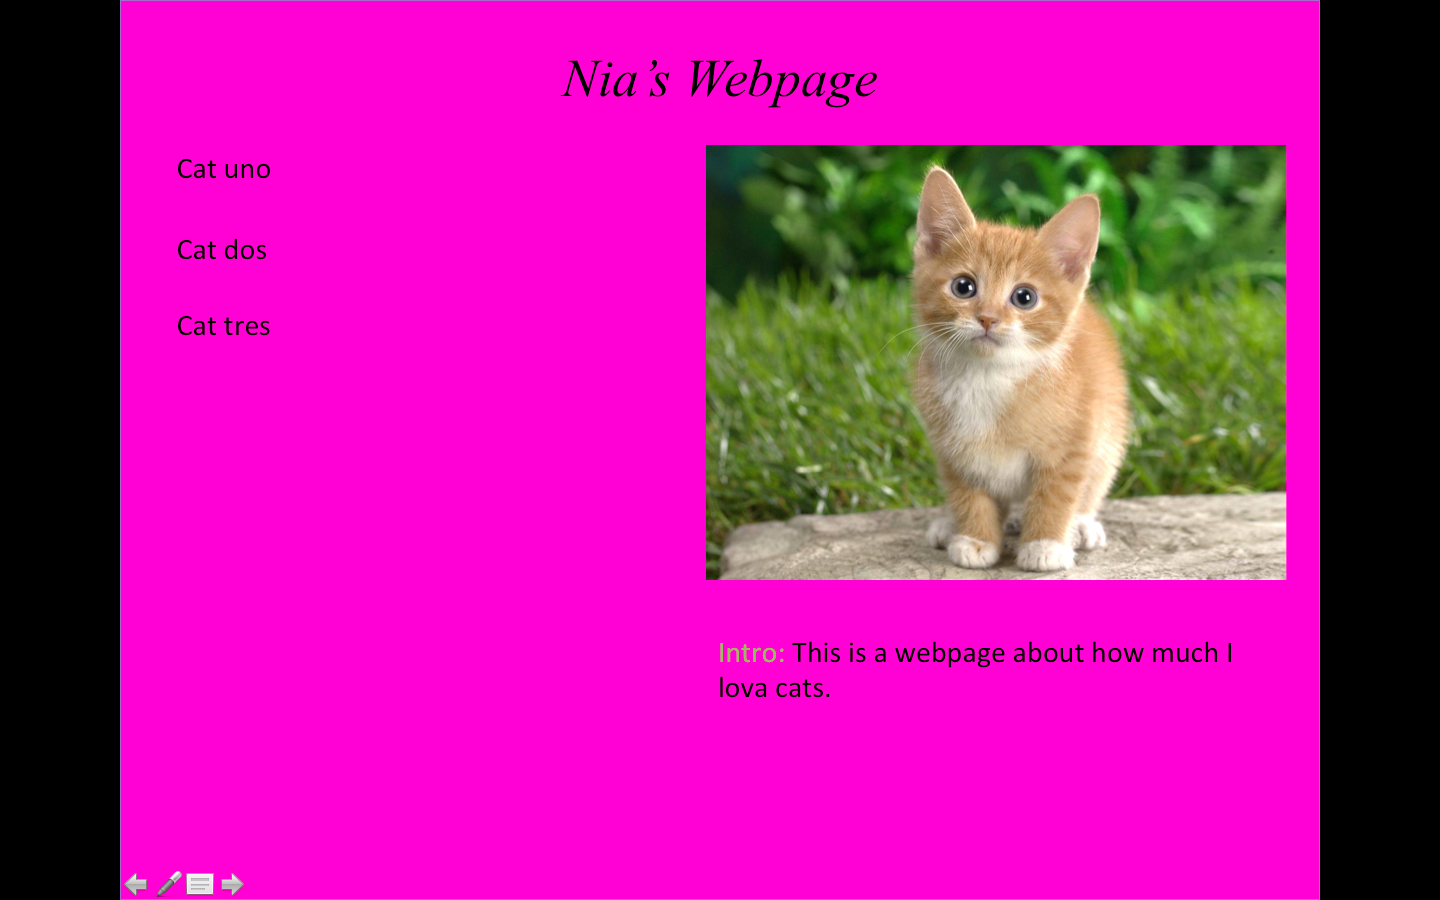 Nia’s Webpage
Cat uno
Cat dos
Cat tres
Intro: This is a webpage about how much I
lova cats.